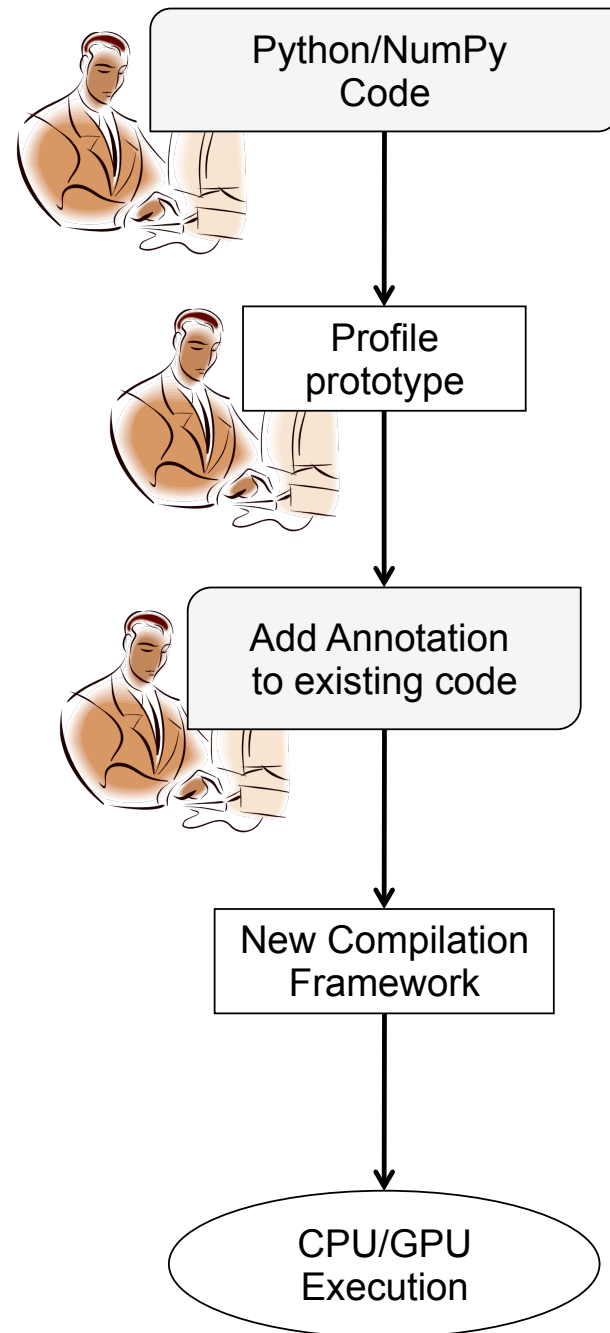 Python/NumPy
Code
Profile
prototype
Add Annotation
to existing code
New Compilation
Framework
CPU/GPU
Execution